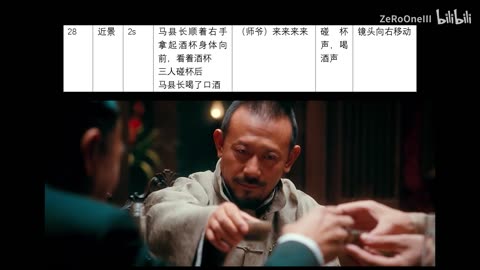 ZeRoOneIII bilibili
28 近景 2s 马县长顺着右手 （师爷）来来来来 碰杯 镜头向右移动
拿起酒杯身体向 声，喝
前，看着酒杯 酒声
三人碰杯后
马县长喝了口酒